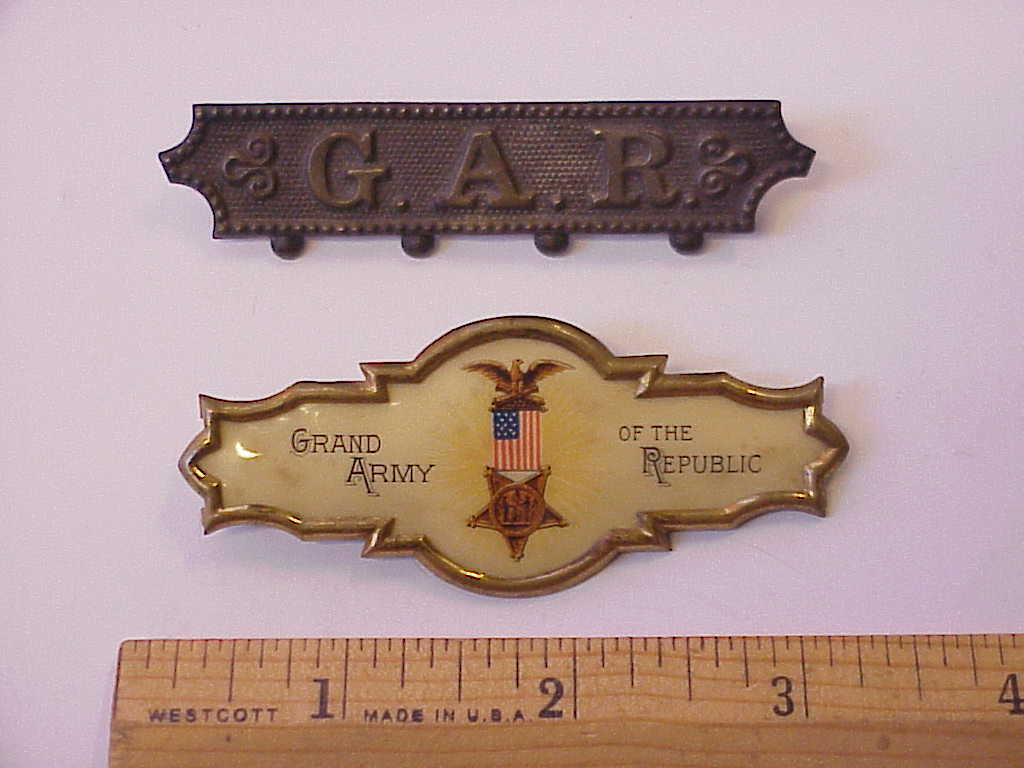 G.A.R.
GRAND ARMY
OF THE REPUBLIC
1 2 3 4
WESTCOTT MADE IN U.S.A.